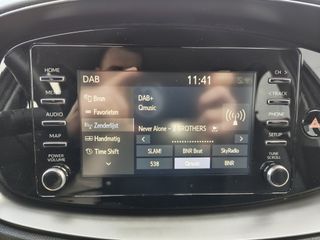 DAB 11:41
HOME
MENU
AUDIO
MAP
POWER
VOLUME
Bron
Favorieten
Zenderlijst
Handmatig
Time Shift
DAB+
Qmusic
Never Alone - 2 BROTHERS
SLAM! BNR Beat SkyRadio
538 Qmusic BNR
CH >
< TRACK
PHONE
SETUP
TUNE
SCROLL